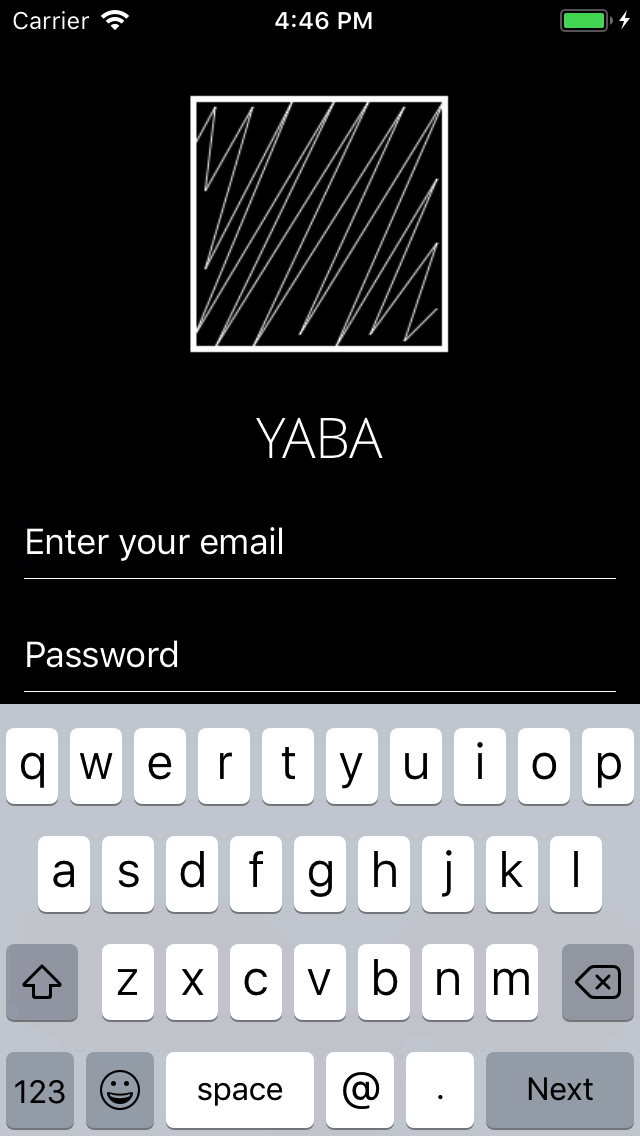 Carrier 4:46 PM
YABA
Enter your email
Password
q w e r t y u i o p
a s d f g h j k l
z x c v b n m
123 space @ . Next